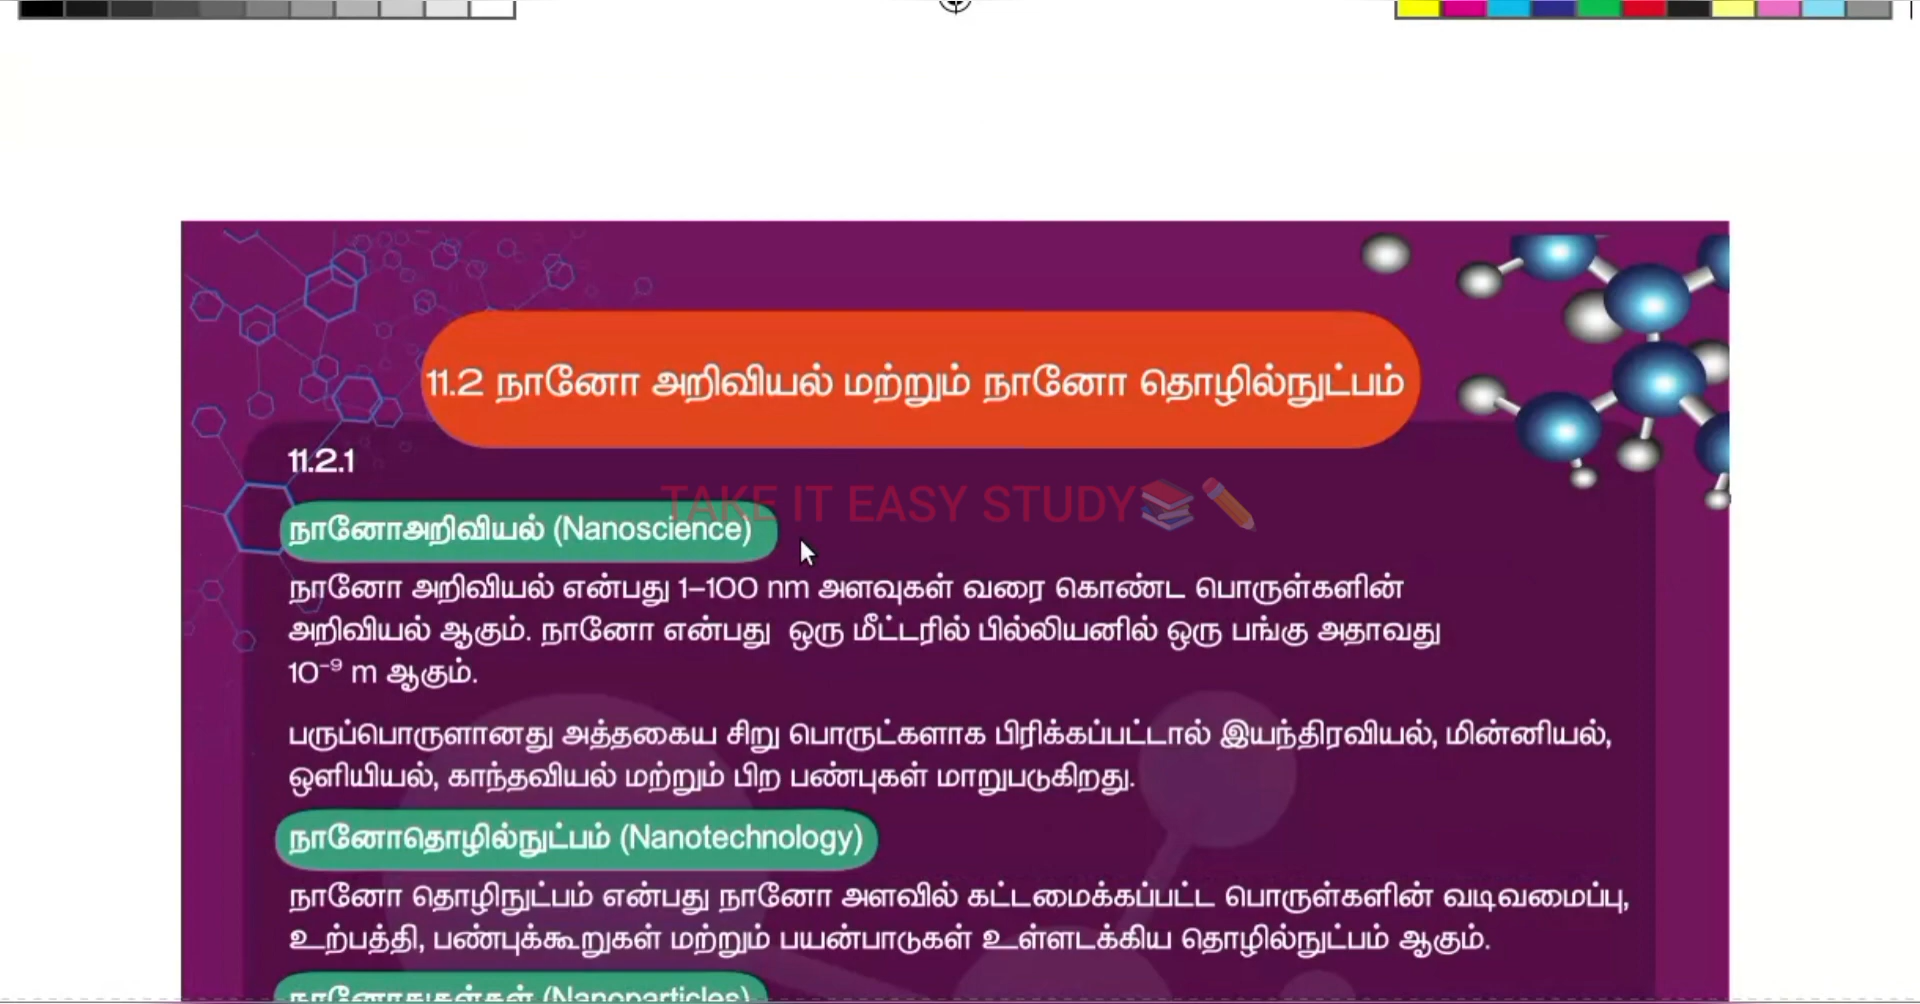 11.2 நானோ அறிவியல் மற்றும் நானோ தொழில்நுட்பம்
11.2.1
TAKE IT EASY STUDY📚✏️
நானோஅறிவியல் (Nanoscience)
நானோ அறிவியல் என்பது 1–100 nm அளவுகள் வரை கொண்ட பொருள்களின்
அறிவியல் ஆகும். நானோ என்பது ஒரு மீட்டரில் பில்லியனில் ஒரு பங்கு அதாவது
10⁻⁹ m ஆகும்.
பருப்பொருளானது அத்தகைய சிறு பொருட்களாக பிரிக்கப்பட்டால் இயந்திரவியல், மின்னியல்,
ஒளியியல், காந்தவியல் மற்றும் பிற பண்புகள் மாறுபடுகிறது.
நானோதொழில்நுட்பம் (Nanotechnology)
நானோ தொழிநுட்பம் என்பது நானோ அளவில் கட்டமைக்கப்பட்ட பொருள்களின் வடிவமைப்பு,
உற்பத்தி, பண்புக்கூறுகள் மற்றும் பயன்பாடுகள் உள்ளடக்கிய தொழில்நுட்பம் ஆகும்.
நானோதுகள்கள் (Nanoparticles)